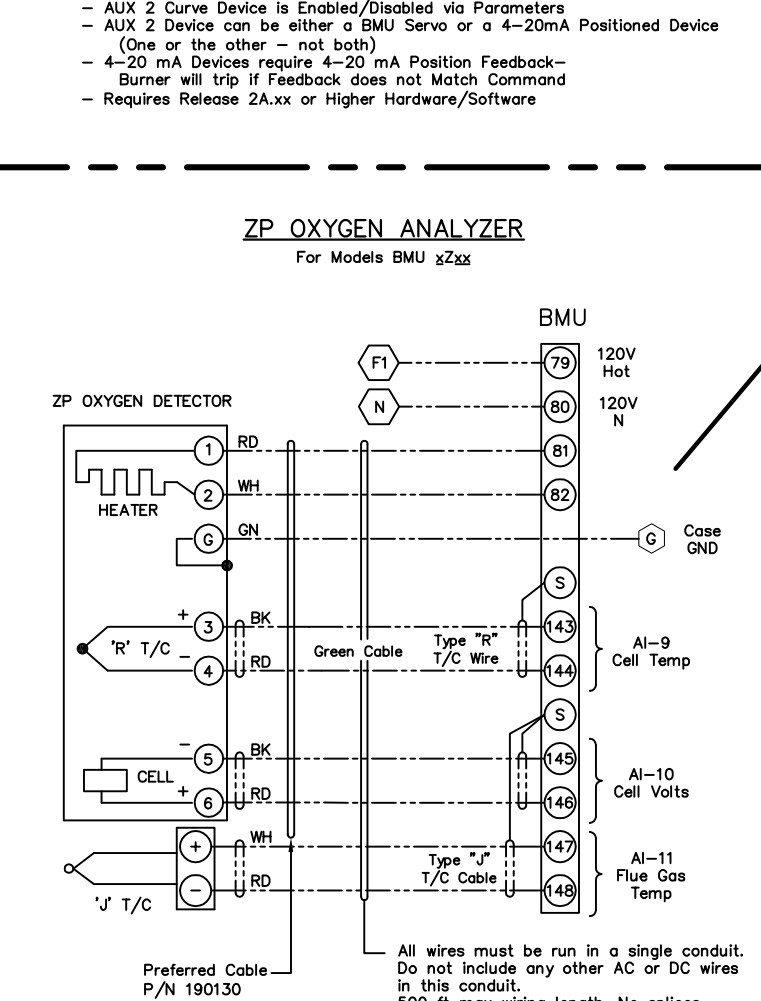 – AUX 2 Curve Device is Enabled/Disabled via Parameters
– AUX 2 Device can be either a BMU Servo or a 4–20mA Positioned Device
(One or the other – not both)
– 4–20 mA Devices require 4–20 mA Position Feedback–
Burner will trip if Feedback does not Match Command
– Requires Release 2A.xx or Higher Hardware/Software
ZP OXYGEN ANALYZER
For Models BMU xZxx
BMU
F1
79
120V
Hot
ZP OXYGEN DETECTOR
N
80
120V
N
1
RD
81
2
WH
82
HEATER
G
GN
G
Case
GND
S
+
3
BK
143
'R' T/C
Green Cable
Type "R"
T/C Wire
AI–9
Cell Temp
–
4
RD
144
S
–
5
BK
145
CELL
AI–10
Cell Volts
+
6
RD
146
+
WH
147
Type "J"
T/C Cable
AI–11
Flue Gas
Temp
–
RD
148
'J' T/C
Preferred Cable
P/N 190130
All wires must be run in a single conduit.
Do not include any other AC or DC wires
in this conduit.
500 ft max wiring length. No splices